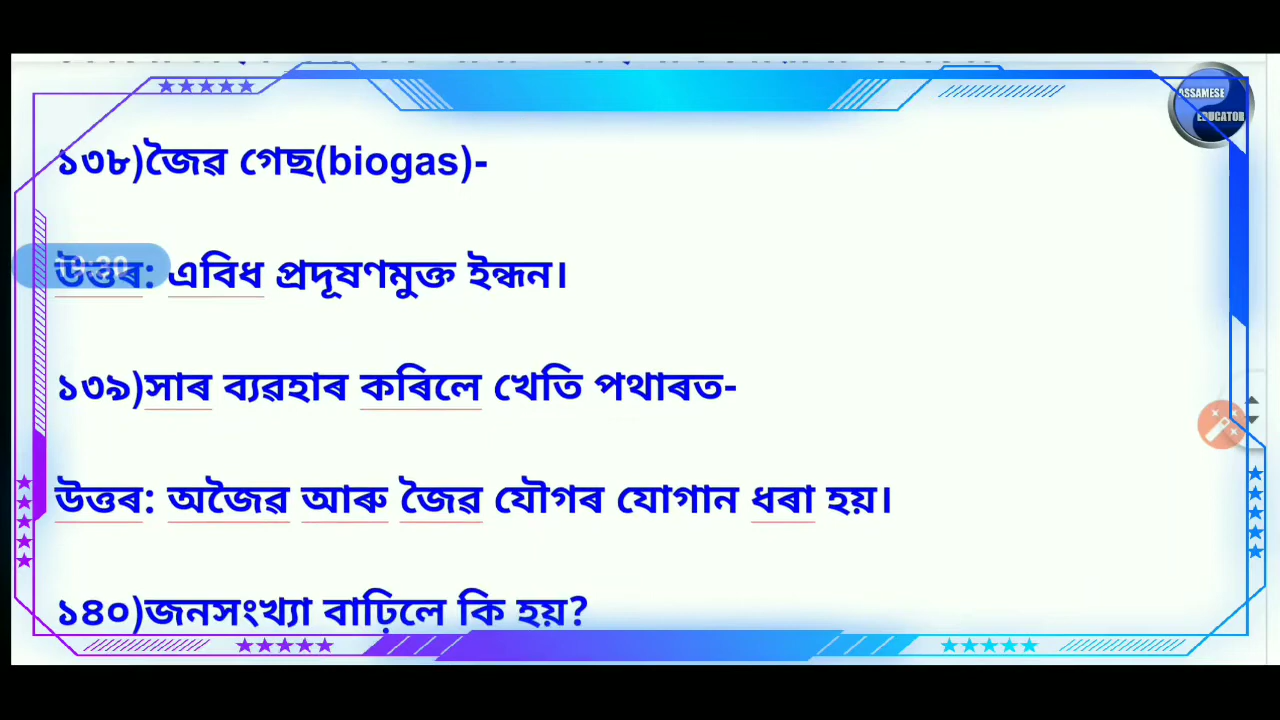 ASSAMESE
EDUCATOR
১৩৮)জৈৱ গেছ(biogas)-
উত্তৰ: এবিধ প্ৰদূষণমুক্ত ইন্ধন।
১৩৯)সাৰ ব্যৱহাৰ কৰিলে খেতি পথাৰত-
উত্তৰ: অজৈৱ আৰু জৈৱ যৌগৰ যোগান ধৰা হয়।
১৪০)জনসংখ্যা বাঢ়িলে কি হয়?